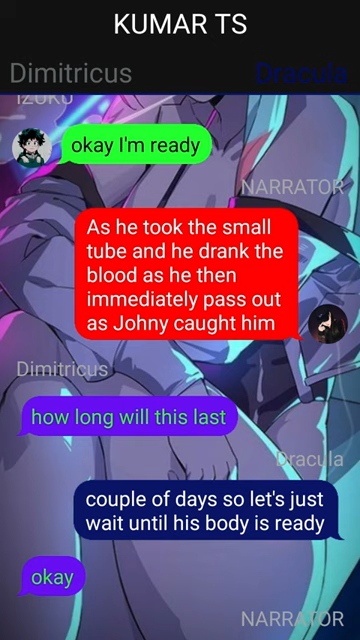 KUMAR TS
Dimitricus
Dracula
IZUKU
okay I'm ready
NARRATOR
As he took the small
tube and he drank the
blood as he then
immediately pass out
as Johny caught him
Dimitricus
how long will this last
Dracula
couple of days so let's just
wait until his body is ready
okay
NARRATOR